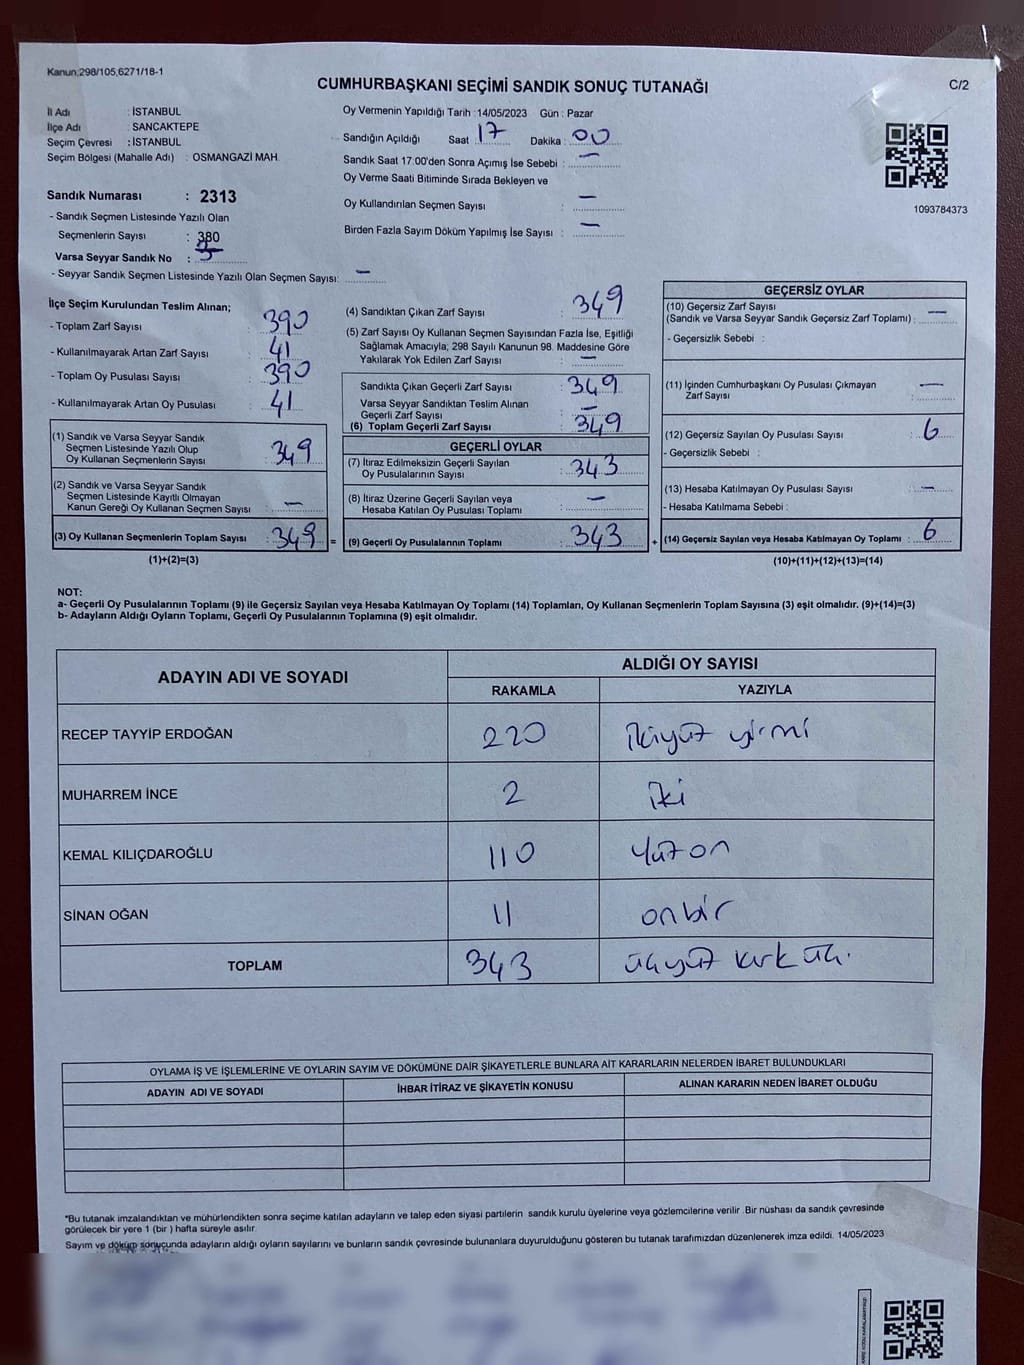 Kanun:298/105,6271/18-1
CUMHURBAŞKANI SEÇİMİ SANDIK SONUÇ TUTANAĞI
C/2
İl Adı : İSTANBUL
İlçe Adı : SANCAKTEPE
Seçim Çevresi : İSTANBUL
Seçim Bölgesi (Mahalle Adı) : OSMANGAZİ MAH.
Sandık Numarası : 2313
- Sandık Seçmen Listesinde Yazılı Olan
Seçmenlerin Sayısı : 380
Varsa Seyyar Sandık No :
- Seyyar Sandık Seçmen Listesinde Yazılı Olan Seçmen Sayısı: —
Oy Vermenin Yapıldığı Tarih : 14/05/2023 Gün : Pazar
Sandığın Açıldığı Saat 17 Dakika : 00
Sandık Saat 17:00'den Sonra Açımış İse Sebebi : —
Oy Verme Saati Bitiminde Sırada Bekleyen ve
Oy Kullandırılan Seçmen Sayısı —
Birden Fazla Sayım Döküm Yapılmış İse Sayısı : —
1093784373
İlçe Seçim Kurulundan Teslim Alınan;
- Toplam Zarf Sayısı : 390
- Kullanılmayarak Artan Zarf Sayısı : 41
- Toplam Oy Pusulası Sayısı : 390
- Kullanılmayarak Artan Oy Pusulası : 41
(1) Sandık ve Varsa Seyyar Sandık
Seçmen Listesinde Yazılı Olup
Oy Kullanan Seçmenlerin Sayısı : 349
(2) Sandık ve Varsa Seyyar Sandık
Seçmen Listesinde Kayıtlı Olmayan
Kanun Gereği Oy Kullanan Seçmen Sayısı : —
(3) Oy Kullanan Seçmenlerin Toplam Sayısı : 349 =
(1)+(2)=(3)
(4) Sandıktan Çıkan Zarf Sayısı : 349
(5) Zarf Sayısı Oy Kullanan Seçmen Sayısından Fazla İse, Eşitliği
Sağlamak Amacıyla; 298 Sayılı Kanunun 98. Maddesine Göre
Yakılarak Yok Edilen Zarf Sayısı : —
Sandıkta Çıkan Geçerli Zarf Sayısı : 349
Varsa Seyyar Sandıktan Teslim Alınan
Geçerli Zarf Sayısı : —
(6) Toplam Geçerli Zarf Sayısı : 349
GEÇERLİ OYLAR
(7) İtiraz Edilmeksizin Geçerli Sayılan
Oy Pusulalarının Sayısı : 343
(8) İtiraz Üzerine Geçerli Sayılan veya
Hesaba Katılan Oy Pusulası Toplamı : —
(9) Geçerli Oy Pusulalarının Toplamı : 343 +
GEÇERSİZ OYLAR
(10) Geçersiz Zarf Sayısı
(Sandık ve Varsa Seyyar Sandık Geçersiz Zarf Toplamı) : —
- Geçersizlik Sebebi :
(11) İçinden Cumhurbaşkanı Oy Pusulası Çıkmayan
Zarf Sayısı : —
(12) Geçersiz Sayılan Oy Pusulası Sayısı : 6
- Geçersizlik Sebebi :
(13) Hesaba Katılmayan Oy Pusulası Sayısı : —
- Hesaba Katılmama Sebebi :
(14) Geçersiz Sayılan veya Hesaba Katılmayan Oy Toplamı : 6
(10)+(11)+(12)+(13)=(14)
NOT:
a- Geçerli Oy Pusulalarının Toplamı (9) ile Geçersiz Sayılan veya Hesaba Katılmayan Oy Toplamı (14) Toplamları, Oy Kullanan Seçmenlerin Toplam Sayısına (3) eşit olmalıdır. (9)+(14)=(3)
b- Adayların Aldığı Oyların Toplamı, Geçerli Oy Pusulalarının Toplamına (9) eşit olmalıdır.
ADAYIN ADI VE SOYADI
ALDIĞI OY SAYISI
RAKAMLA YAZIYLA
RECEP TAYYİP ERDOĞAN 220 ikiyüz yirmi
MUHARREM İNCE 2 iki
KEMAL KILIÇDAROĞLU 110 yüz on
SİNAN OĞAN 11 onbir
TOPLAM 343 üçyüz kırk üç.
OYLAMA İŞ VE İŞLEMLERİNE VE OYLARIN SAYIM VE DÖKÜMÜNE DAİR ŞİKAYETLERLE BUNLARA AİT KARARLARIN NELERDEN İBARET BULUNDUKLARI
ADAYIN ADI VE SOYADI İHBAR İTİRAZ VE ŞİKAYETİN KONUSU ALINAN KARARIN NEDEN İBARET OLDUĞU
*Bu tutanak imzalandıktan ve mühürlendikten sonra seçime katılan adayların ve talep eden siyasi partilerin sandık kurulu üyelerine veya gözlemcilerine verilir. Bir nüshası da sandık çevresinde
görülecek bir yere 1 (bir ) hafta süreyle asılır.
Sayım ve döküm sonucunda adayların aldığı oyların sayılarını ve bunların sandık çevresinde bulunanlara duyurulduğunu gösteren bu tutanak tarafımızdan düzenlenerek imza edildi. 14/05/2023